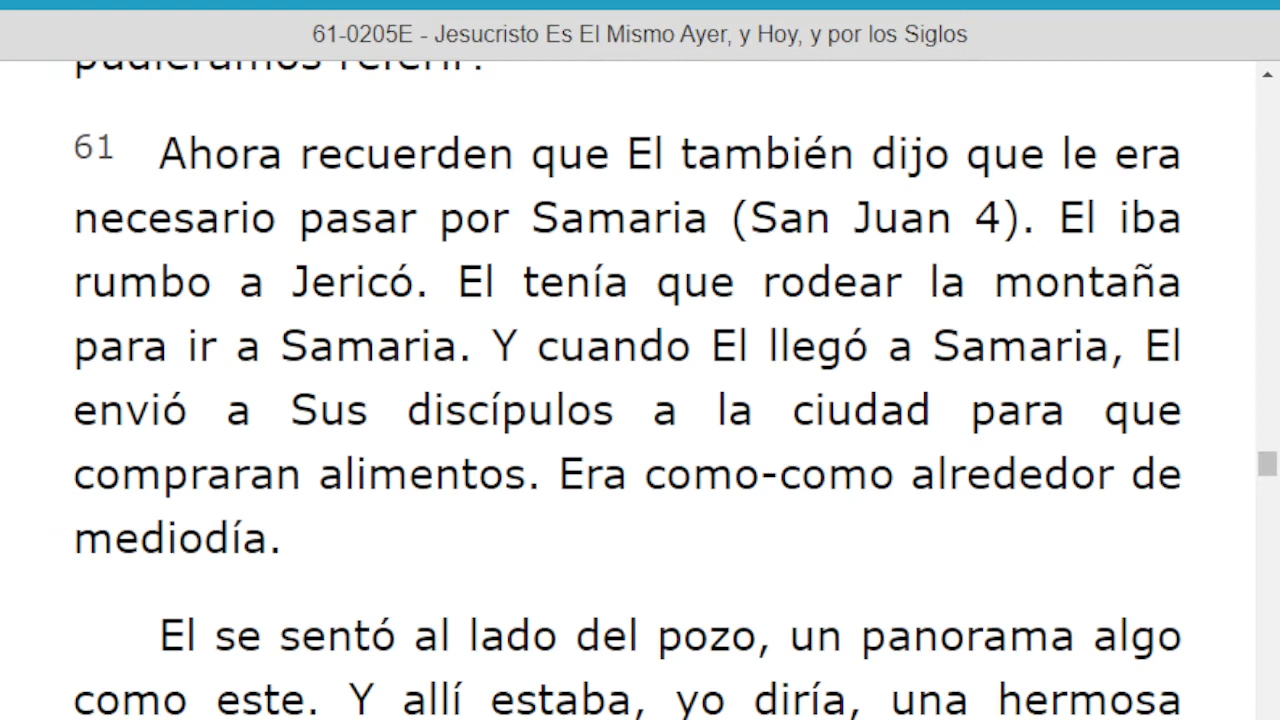 61-0205E - Jesucristo Es El Mismo Ayer, y Hoy, y por los Siglos
pudiéramos referir.
61 Ahora recuerden que El también dijo que le era
necesario pasar por Samaria (San Juan 4). El iba
rumbo a Jericó. El tenía que rodear la montaña
para ir a Samaria. Y cuando El llegó a Samaria, El
envió a Sus discípulos a la ciudad para que
compraran alimentos. Era como-como alrededor de
mediodía.
El se sentó al lado del pozo, un panorama algo
como este. Y allí estaba, yo diría, una hermosa